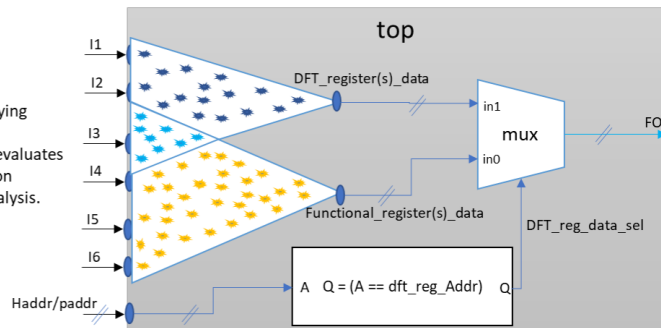 top
I1
I2
I3
I4
I5
I6
Haddr/paddr
ying
evaluates
on
alysis.
DFT_register(s)_data
Functional_register(s)_data
in1
mux
in0
FO
DFT_reg_data_sel
A Q = (A == dft_reg_Addr) Q